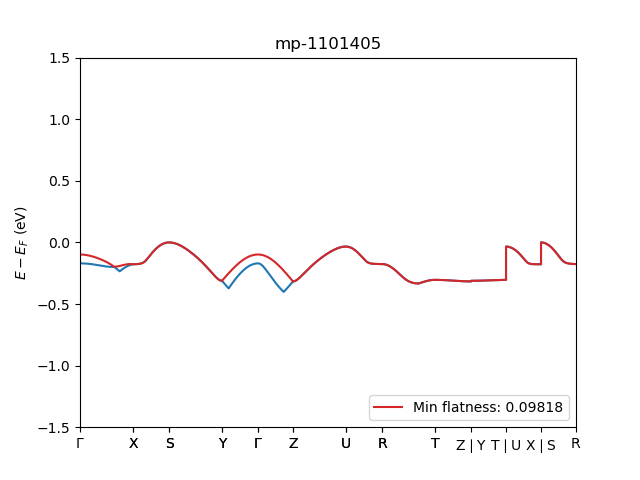 mp-1101405
E − E_F (eV)
1.5
1.0
0.5
0.0
−0.5
−1.0
−1.5
Min flatness: 0.09818
Γ X S Y Γ Z U R T Z|Y T|U X|S R